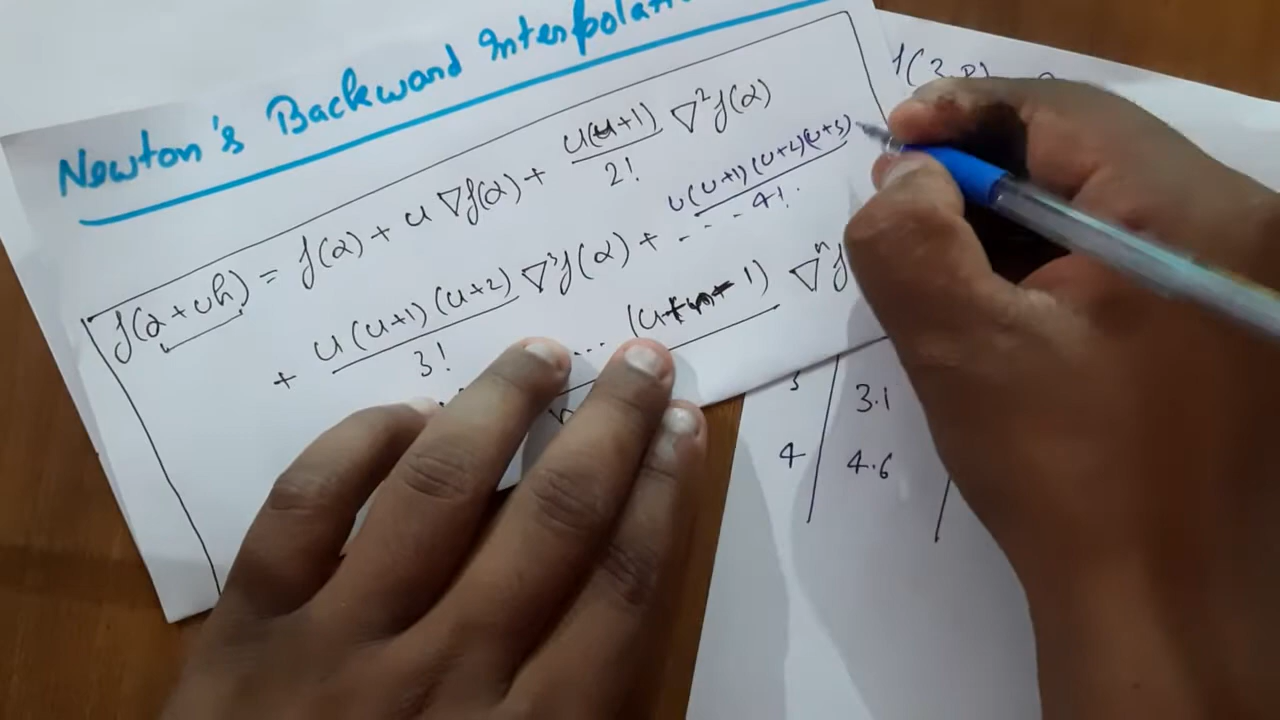 Newton's Backward Interpolati
f(α+uh) = f(α) + u ∇f(α) + u(u+1)/2! ∇²f(α)
+ u(u+1)(u+2)/3! ∇³f(α) + - - - -
u(u+1)(u+2)(u+3)/4!
... (u+n-1) ∇ⁿf
n
3 3.1
4 4.6